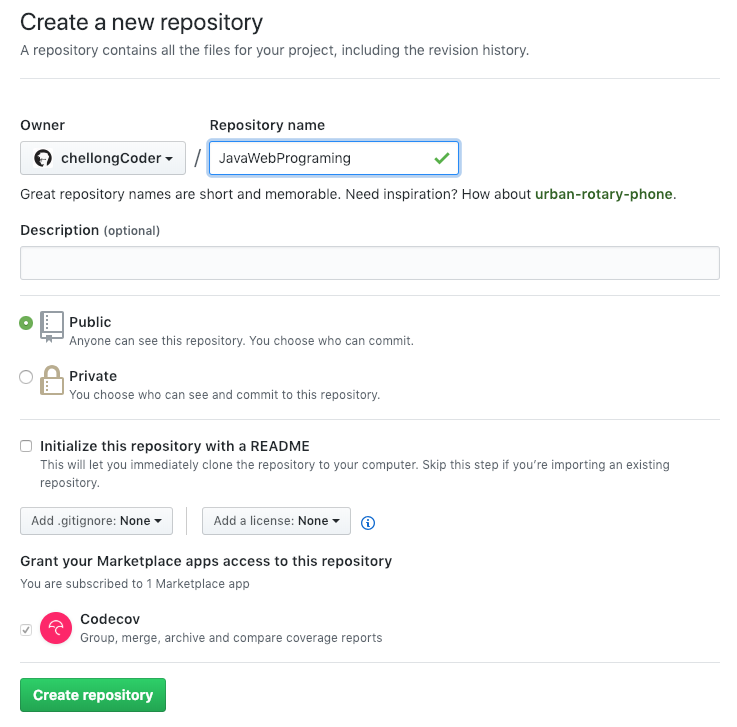 Create a new repository
A repository contains all the files for your project, including the revision history.
Owner
Repository name
chellongCoder
/
JavaWebPrograming
Great repository names are short and memorable. Need inspiration? How about urban-rotary-phone.
Description (optional)
Public
Anyone can see this repository. You choose who can commit.
Private
You choose who can see and commit to this repository.
Initialize this repository with a README
This will let you immediately clone the repository to your computer. Skip this step if you’re importing an existing
repository.
Add .gitignore: None
Add a license: None
Grant your Marketplace apps access to this repository
You are subscribed to 1 Marketplace app
Codecov
Group, merge, archive and compare coverage reports
Create repository